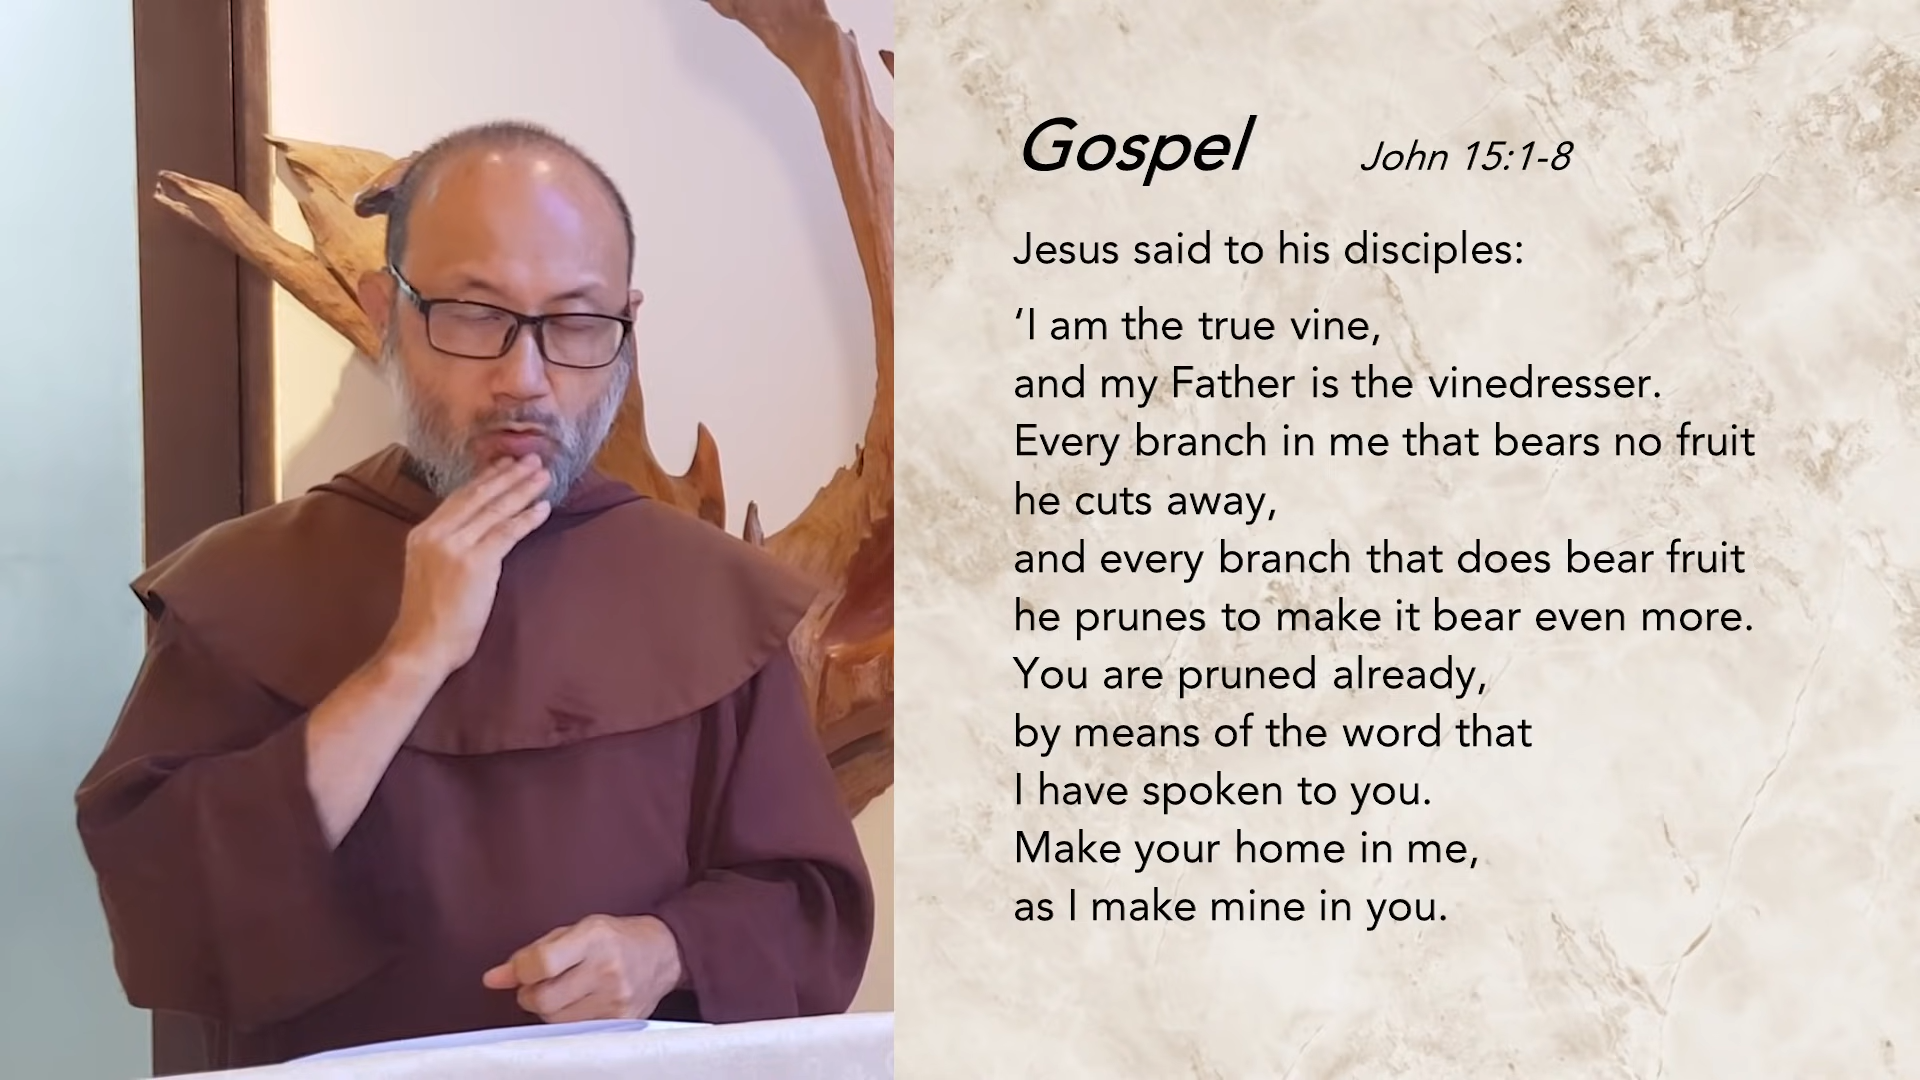 Gospel John 15:1-8
Jesus said to his disciples:
‘I am the true vine,
and my Father is the vinedresser.
Every branch in me that bears no fruit
he cuts away,
and every branch that does bear fruit
he prunes to make it bear even more.
You are pruned already,
by means of the word that
I have spoken to you.
Make your home in me,
as I make mine in you.